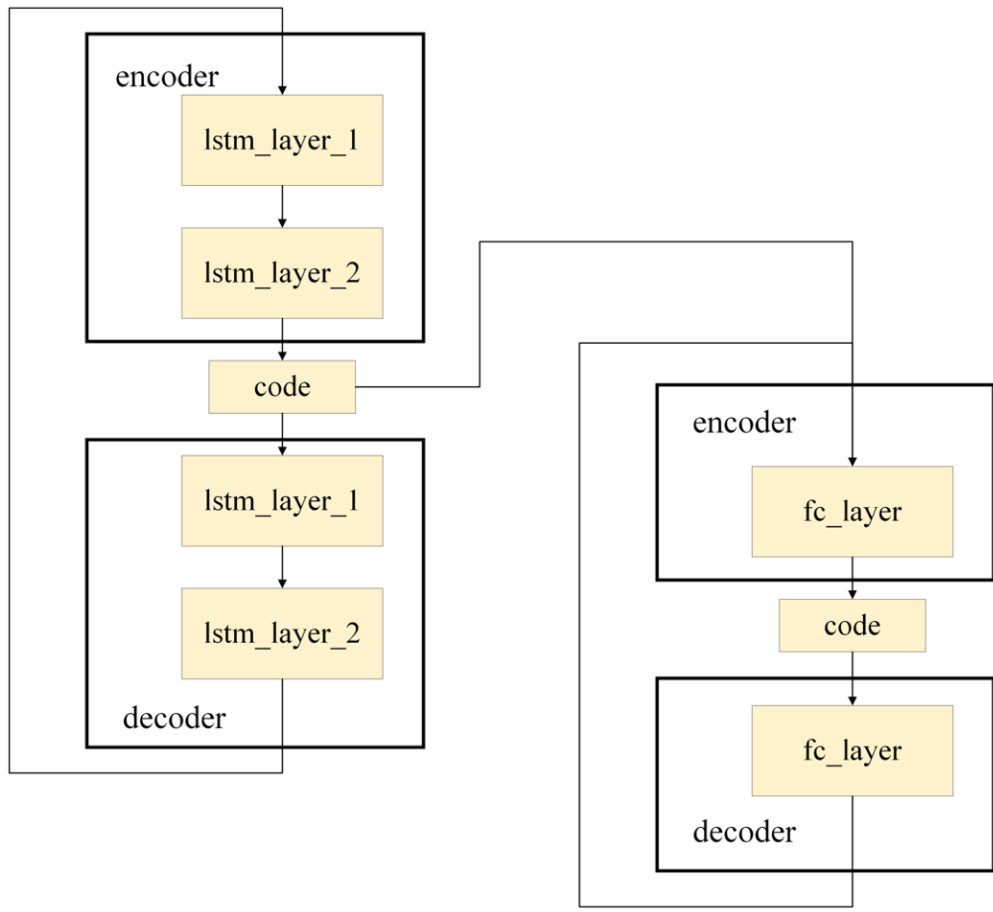 encoder
lstm_layer_1
lstm_layer_2
code
lstm_layer_1
lstm_layer_2
decoder
encoder
fc_layer
code
fc_layer
decoder